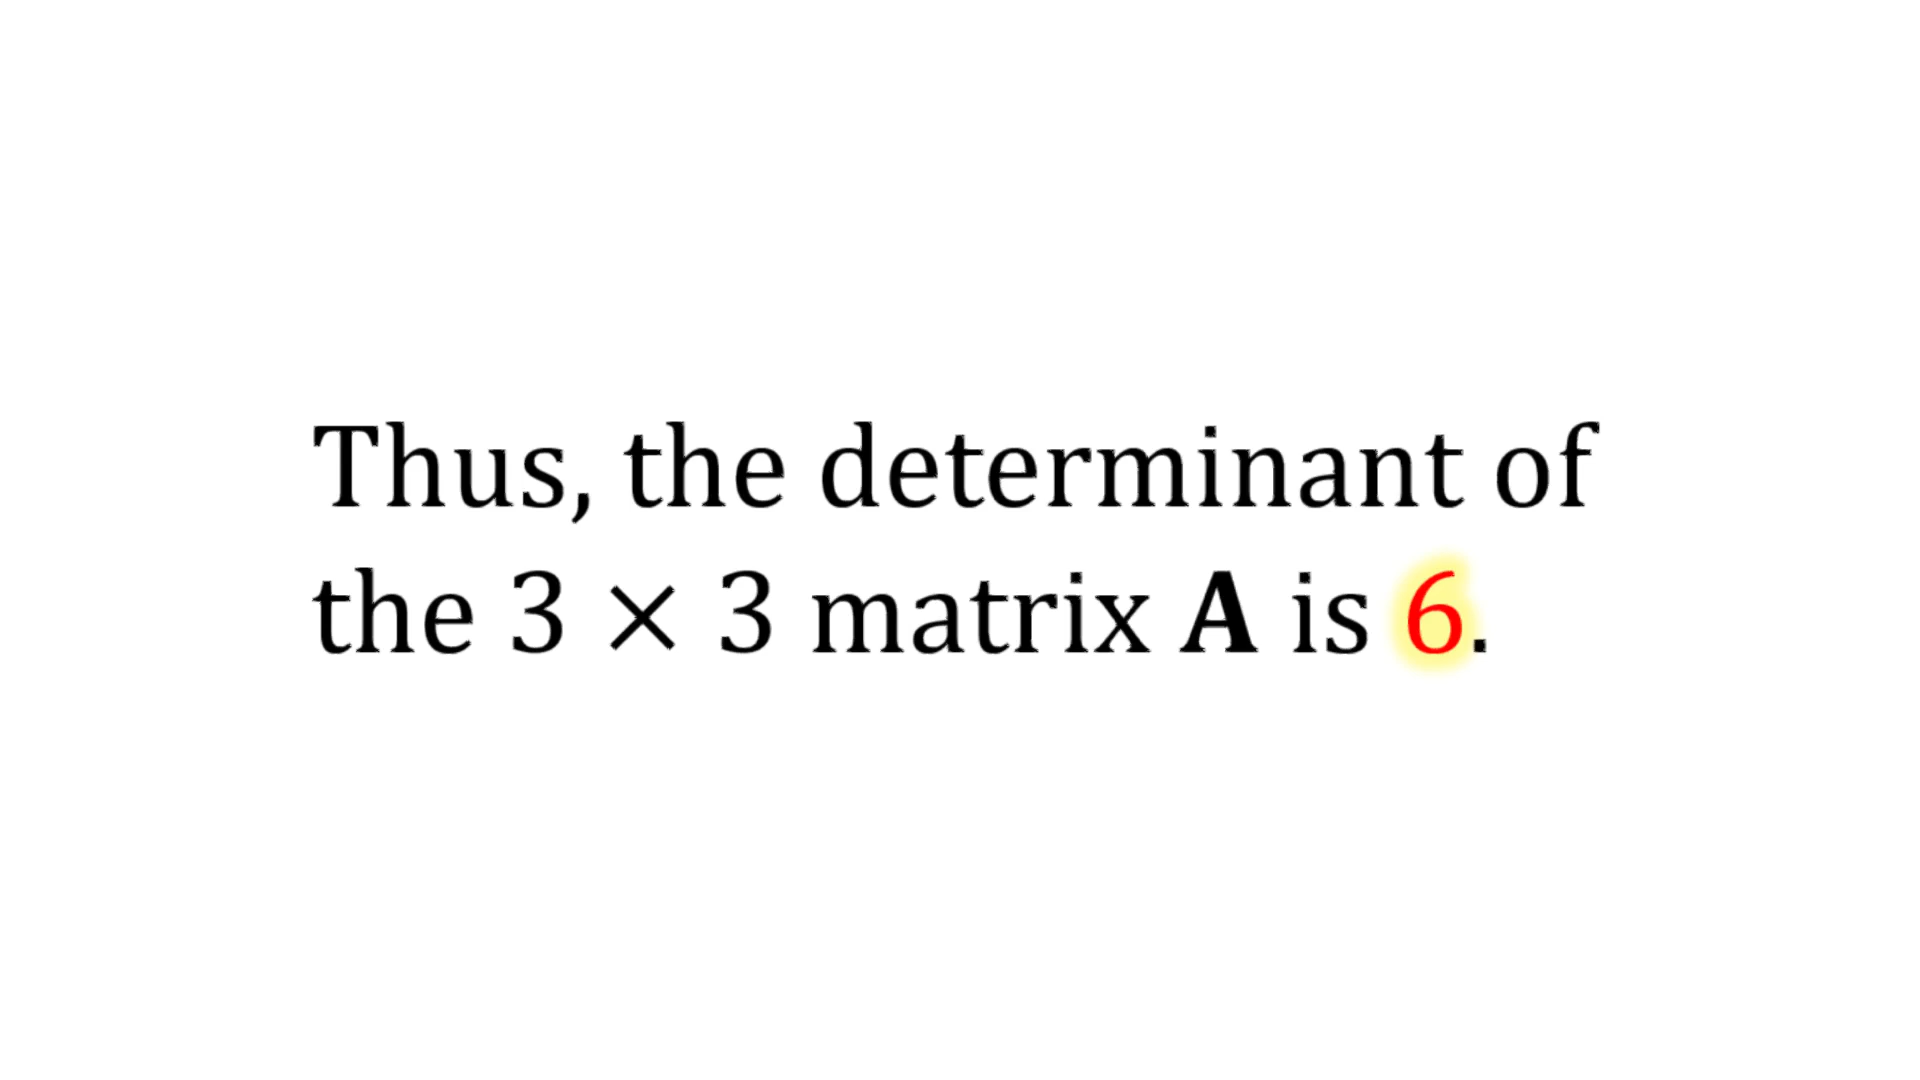 Thus, the determinant of
the 3 × 3 matrix A is 6.